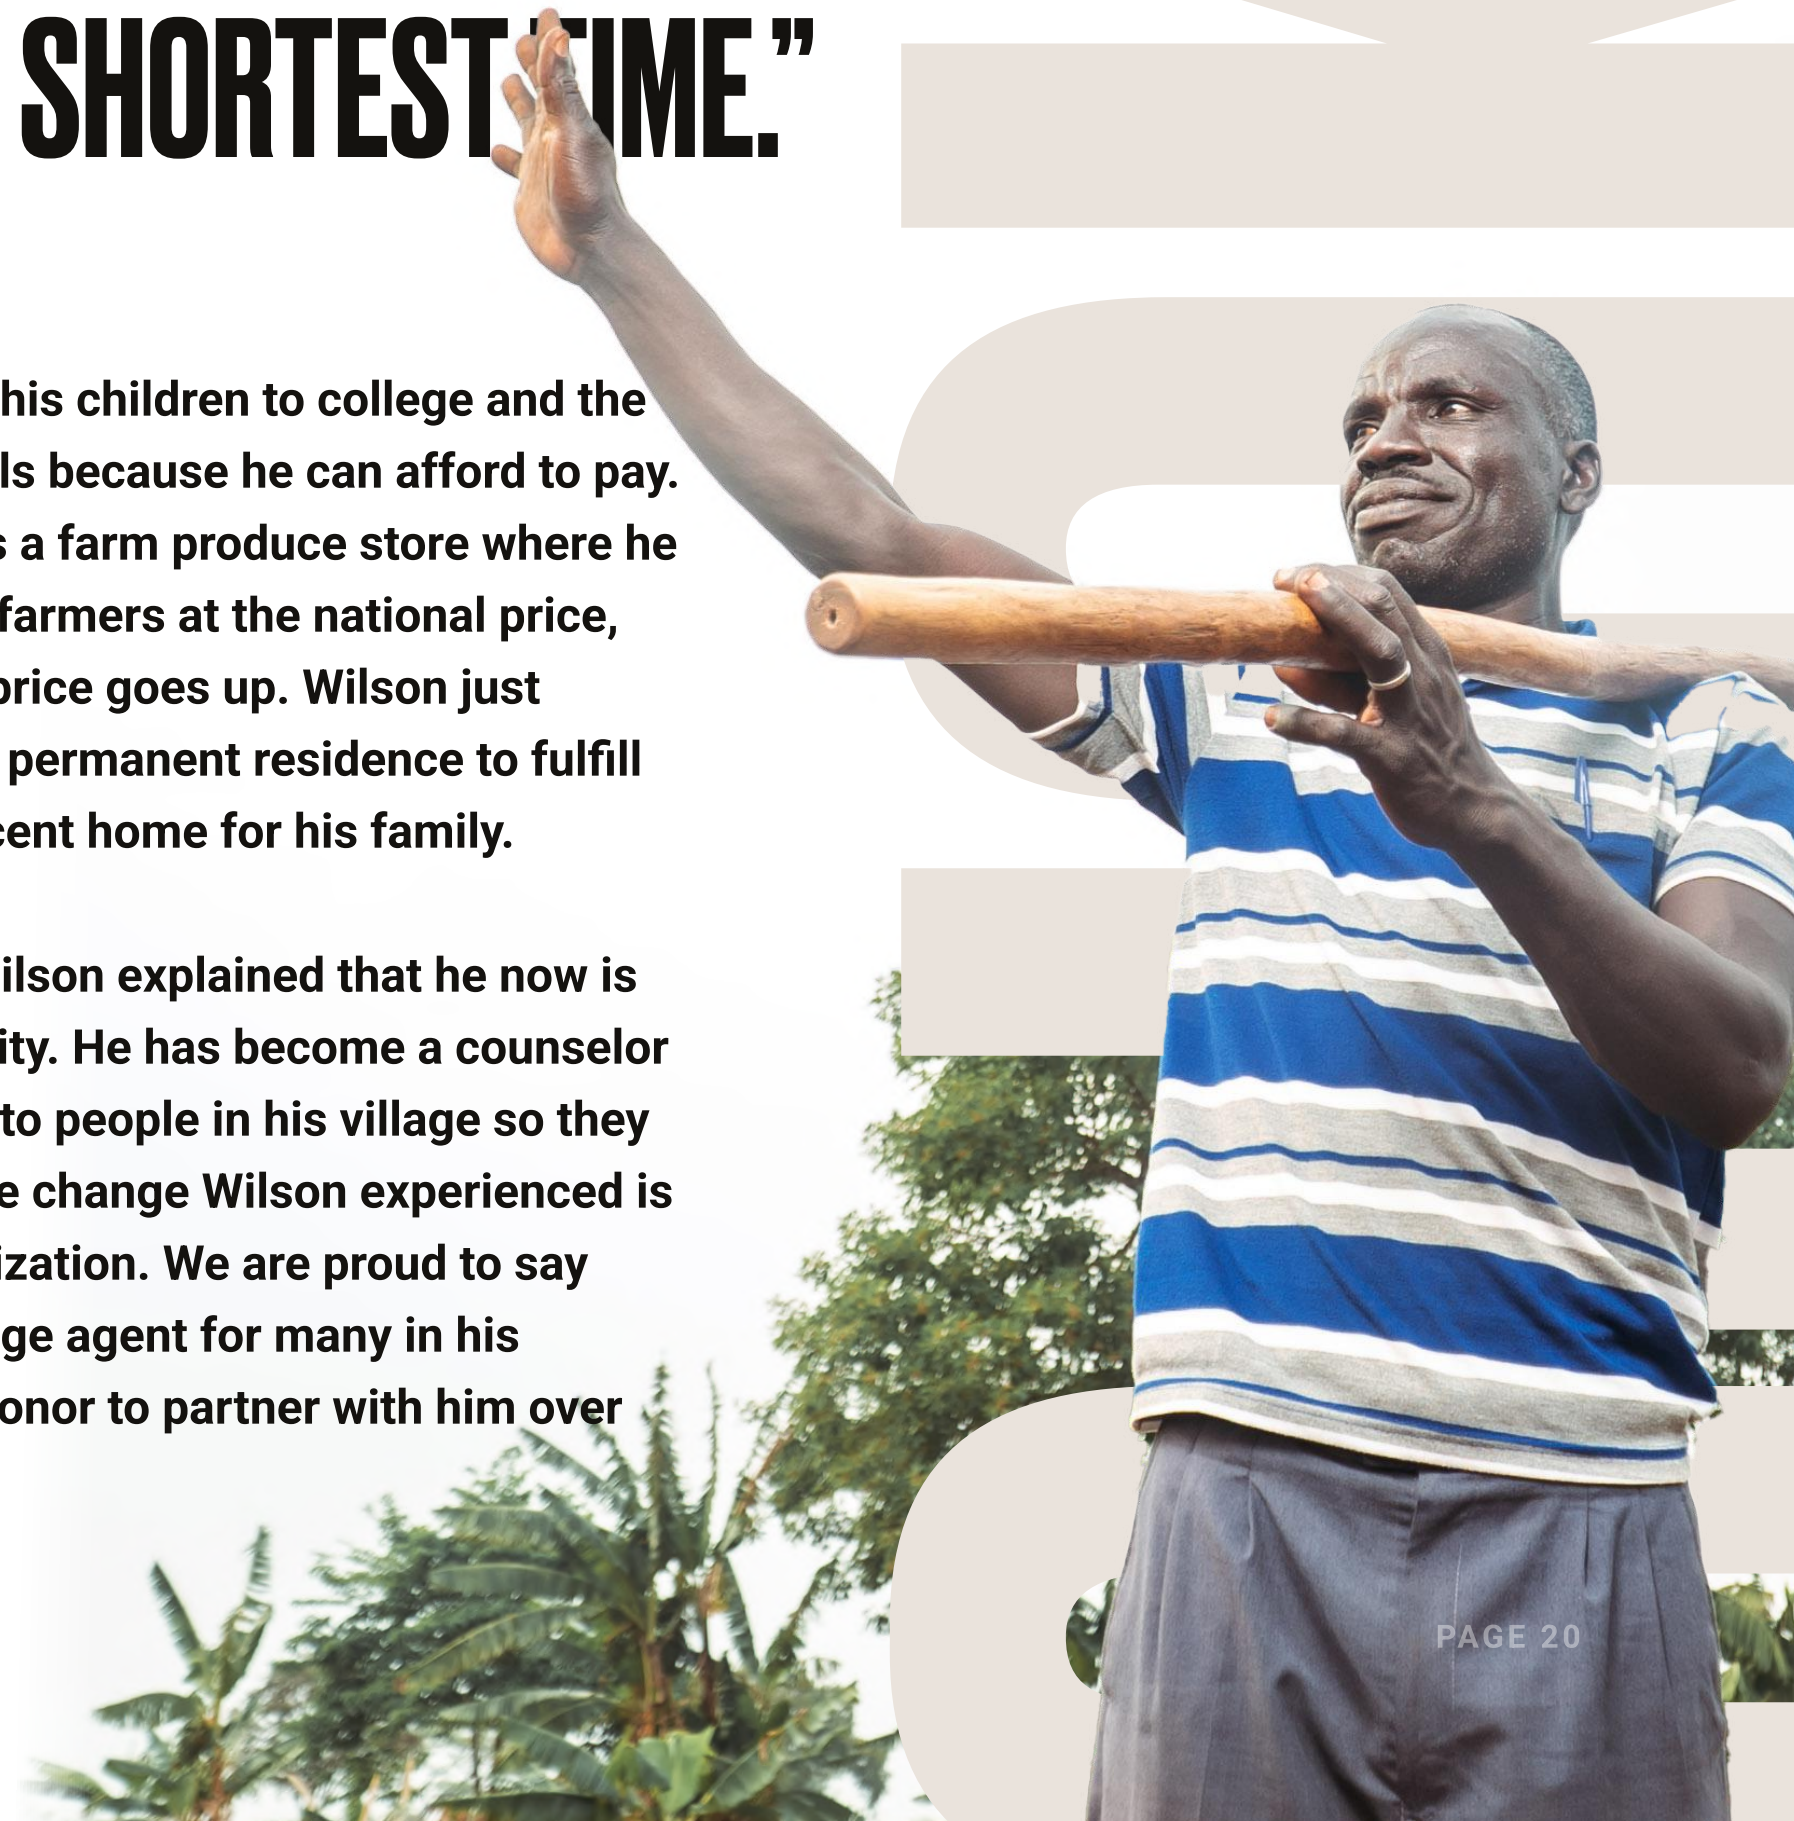 SHORTEST TIME.”
his children to college and the
ls because he can afford to pay.
s a farm produce store where he
farmers at the national price,
price goes up. Wilson just
permanent residence to fulfill
cent home for his family.
ilson explained that he now is
ity. He has become a counselor
to people in his village so they
e change Wilson experienced is
ization. We are proud to say
ge agent for many in his
onor to partner with him over
PAGE 20